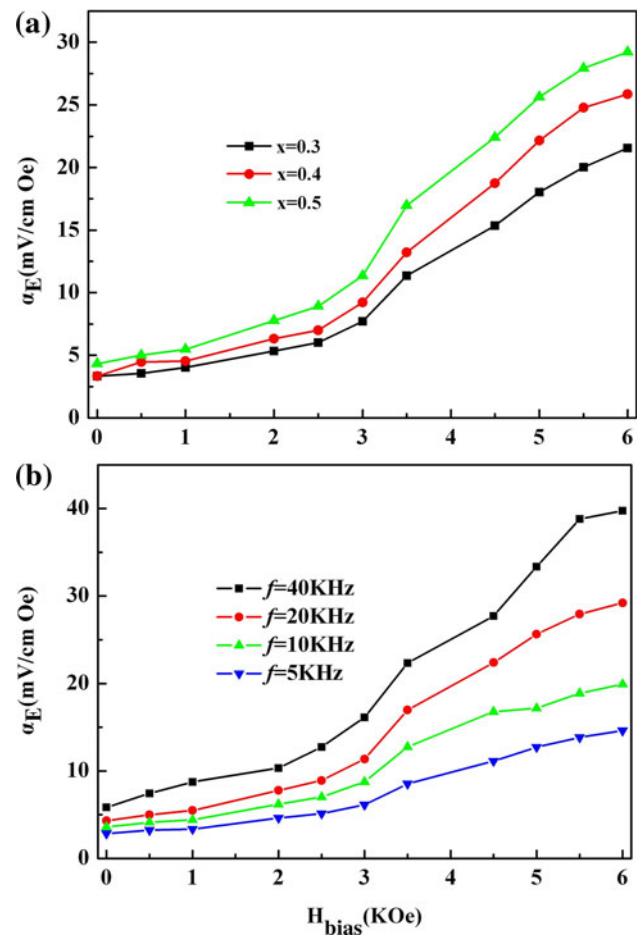 (a)
30
25
20
15
10
5
0
α_E(mV/cm Oe)
x=0.3
x=0.4
x=0.5
0 1 2 3 4 5 6
(b)
40
30
20
10
0
α_E(mV/cm Oe)
f=40KHz
f=20KHz
f=10KHz
f=5KHz
0 1 2 3 4 5 6
H_bias(KOe)